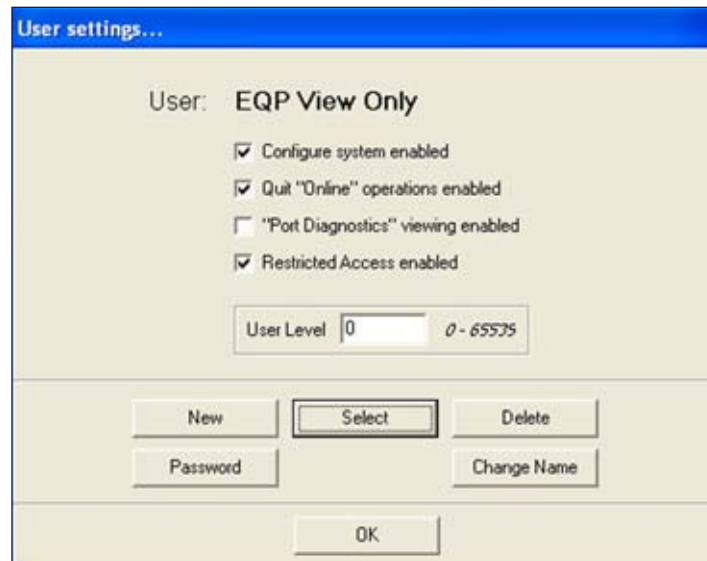 User settings...
User: EQP View Only
Configure system enabled
Quit "Online" operations enabled
"Port Diagnostics" viewing enabled
Restricted Access enabled
User Level 0 0 - 65535
New Select Delete
Password Change Name
OK